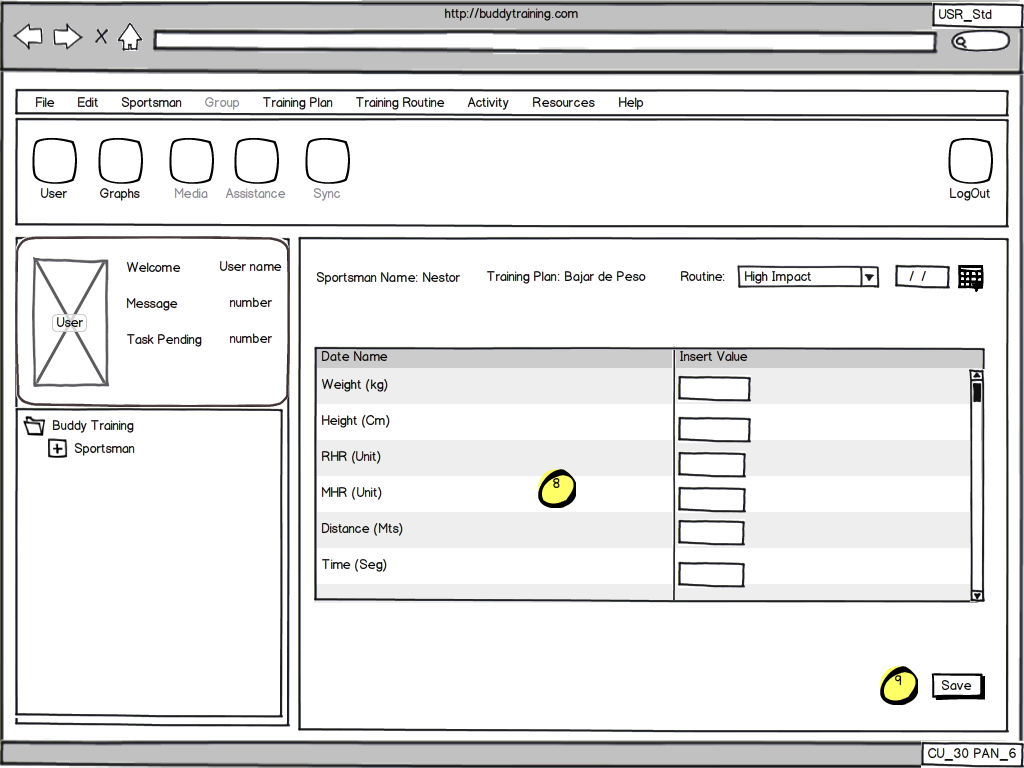 http://buddytraining.com
USR_Std
File Edit Sportsman Group Training Plan Training Routine Activity Resources Help
User Graphs Media Assistance Sync LogOut
Welcome User name
Message number
User
Task Pending number
Buddy Training
Sportsman
Sportsman Name: Nestor Training Plan: Bajar de Peso Routine: High Impact / /
Date Name Insert Value
Weight (kg)
Height (Cm)
RHR (Unit)
8
MHR (Unit)
Distance (Mts)
Time (Seg)
9 Save
CU_30 PAN_6